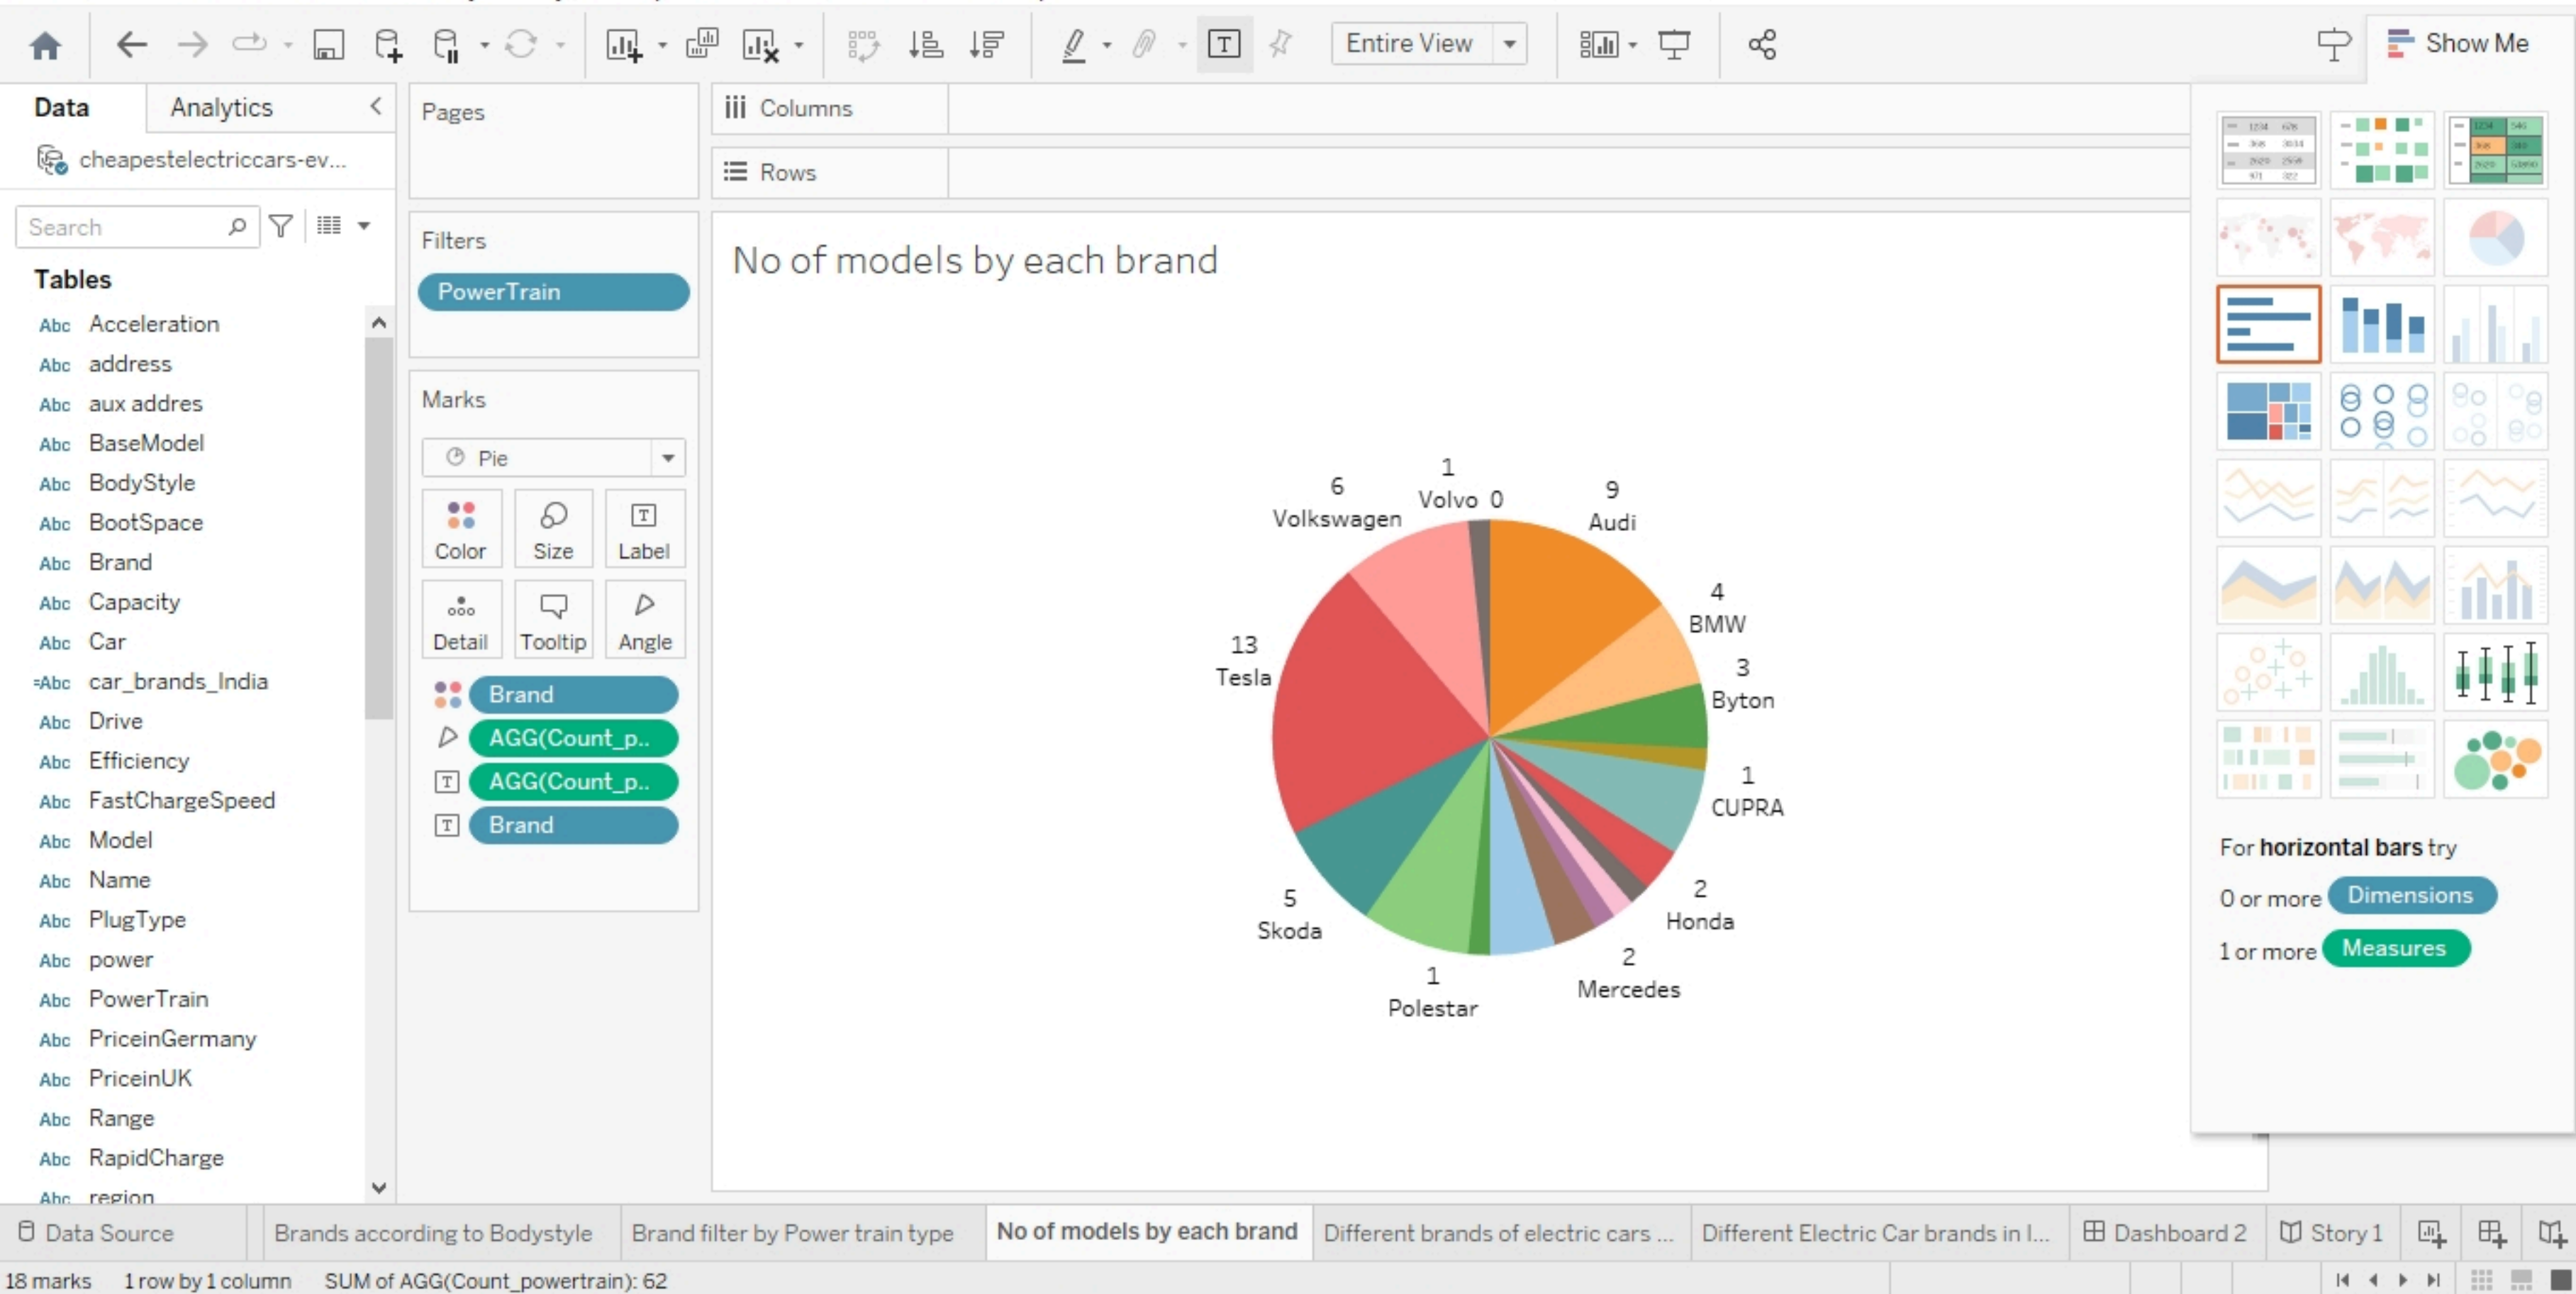 Entire View
Show Me
Data
Analytics
cheapestelectriccars-ev...
Search
Tables
Abc Acceleration
Abc address
Abc aux addres
Abc BaseModel
Abc BodyStyle
Abc BootSpace
Abc Brand
Abc Capacity
Abc Car
=Abc car_brands_India
Abc Drive
Abc Efficiency
Abc FastChargeSpeed
Abc Model
Abc Name
Abc PlugType
Abc power
Abc PowerTrain
Abc PriceinGermany
Abc PriceinUK
Abc Range
Abc RapidCharge
Abc region
Pages
Filters
PowerTrain
Marks
Pie
Color Size Label
Detail Tooltip Angle
Brand
AGG(Count_p..
T AGG(Count_p..
T Brand
iii Columns
Rows
No of models by each brand
1
Volvo 0
9
Audi
4
BMW
3
Byton
1
CUPRA
2
Honda
2
Mercedes
1
Polestar
5
Skoda
13
Tesla
6
Volkswagen
For horizontal bars try
0 or more Dimensions
1 or more Measures
Data Source
Brands according to Bodystyle
Brand filter by Power train type
No of models by each brand
Different brands of electric cars ...
Different Electric Car brands in I...
Dashboard 2
Story 1
18 marks 1 row by 1 column SUM of AGG(Count_powertrain): 62